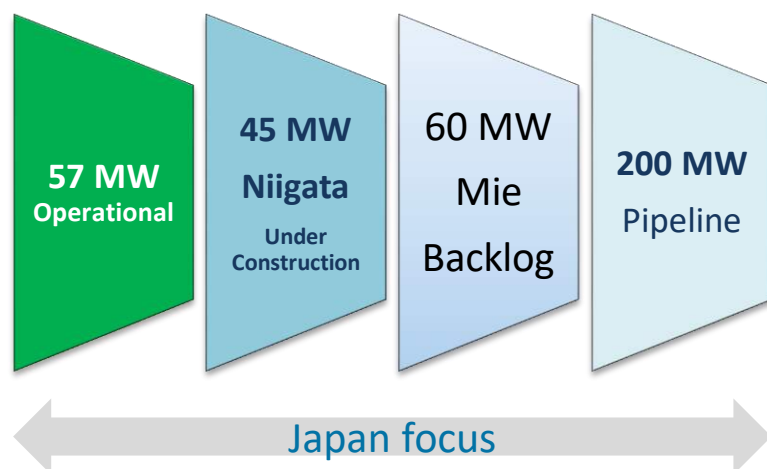 57 MW
Operational
45 MW
Niigata
Under
Construction
60 MW
Mie
Backlog
200 MW
Pipeline
Japan focus